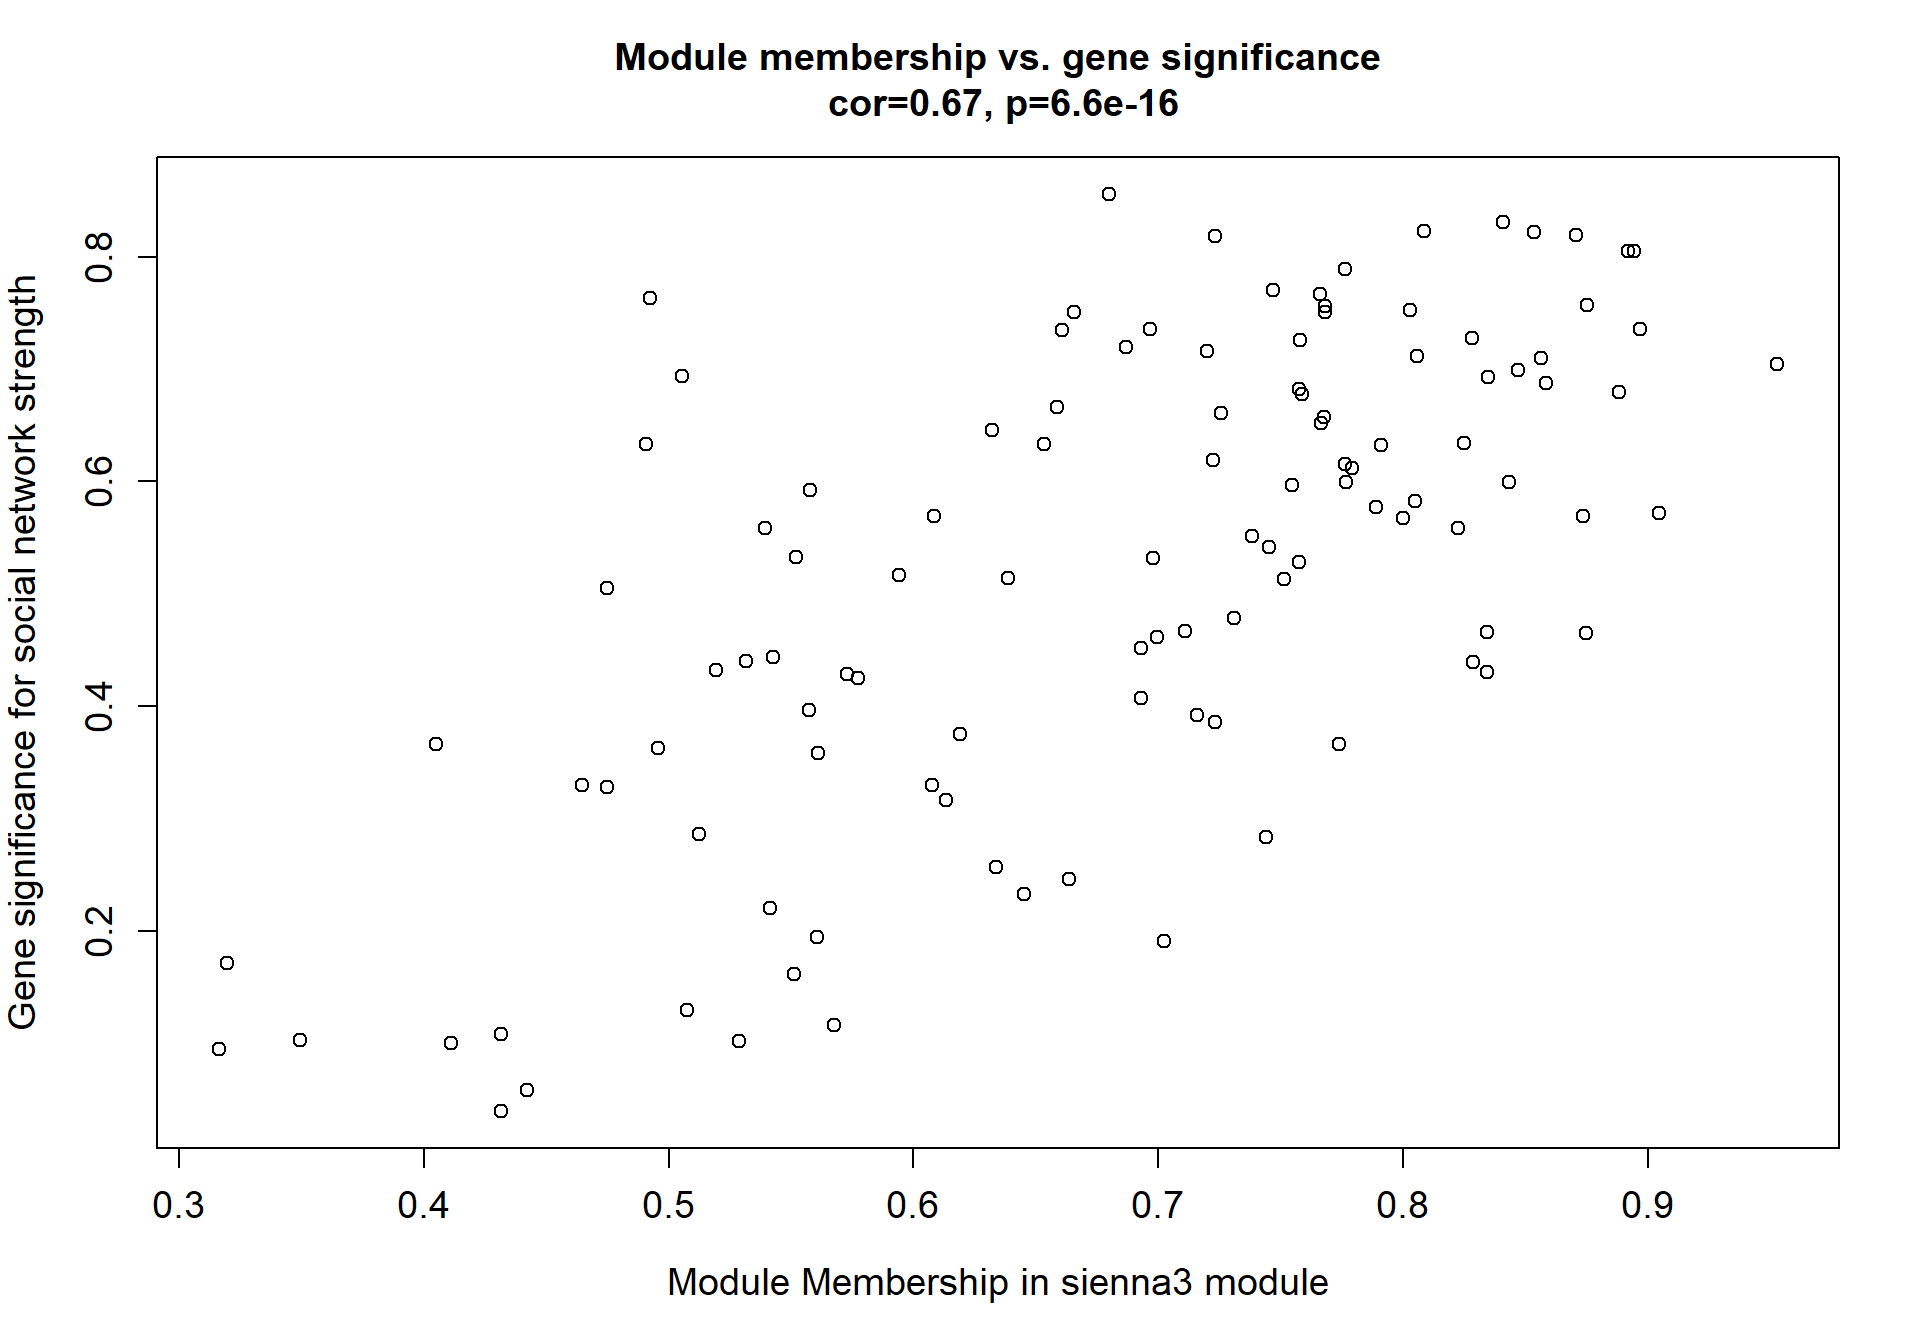 Module membership vs. gene significance
cor=0.67, p=6.6e-16
Gene significance for social network strength
0.8
0.6
0.4
0.2
0.3 0.4 0.5 0.6 0.7 0.8 0.9
Module Membership in sienna3 module